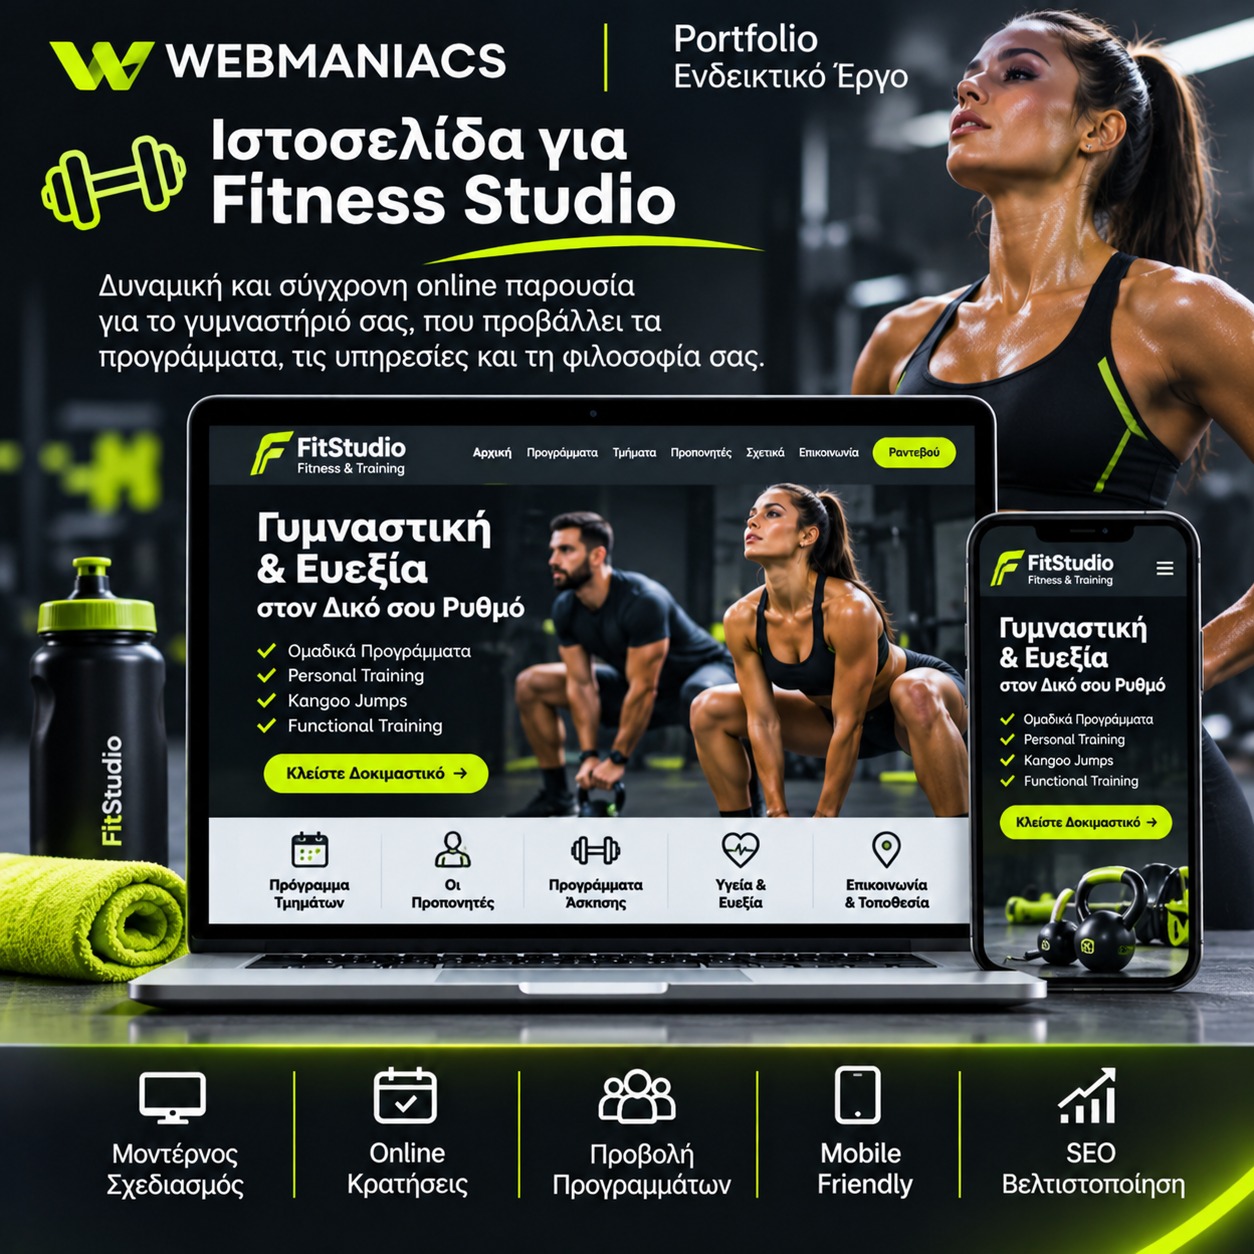 WEBMANIACS
Portfolio
Ενδεικτικό Έργο
Ιστοσελίδα για
Fitness Studio
Δυναμική και σύγχρονη online παρουσία
για το γυμναστήριό σας, που προβάλλει τα
προγράμματα, τις υπηρεσίες και τη φιλοσοφία σας.
FitStudio
Fitness & Training
Αρχική Προγράμματα Τμήματα Προπονητές Σχετικά Επικοινωνία Ραντεβού
Γυμναστική
& Ευεξία
στον Δικό σου Ρυθμό
Ομαδικά Προγράμματα
Personal Training
Kangoo Jumps
Functional Training
Κλείστε Δοκιμαστικό →
Πρόγραμμα
Τμημάτων
Οι
Προπονητές
Προγράμματα
Άσκησης
Υγεία &
Ευεξία
Επικοινωνία
& Τοποθεσία
FitStudio
FitStudio
Fitness & Training
Γυμναστική
& Ευεξία
στον Δικό σου Ρυθμό
Ομαδικά Προγράμματα
Personal Training
Kangoo Jumps
Functional Training
Κλείστε Δοκιμαστικό →
Μοντέρνος
Σχεδιασμός
Online
Κρατήσεις
Προβολή
Προγραμμάτων
Mobile
Friendly
SEO
Βελτιστοποίηση